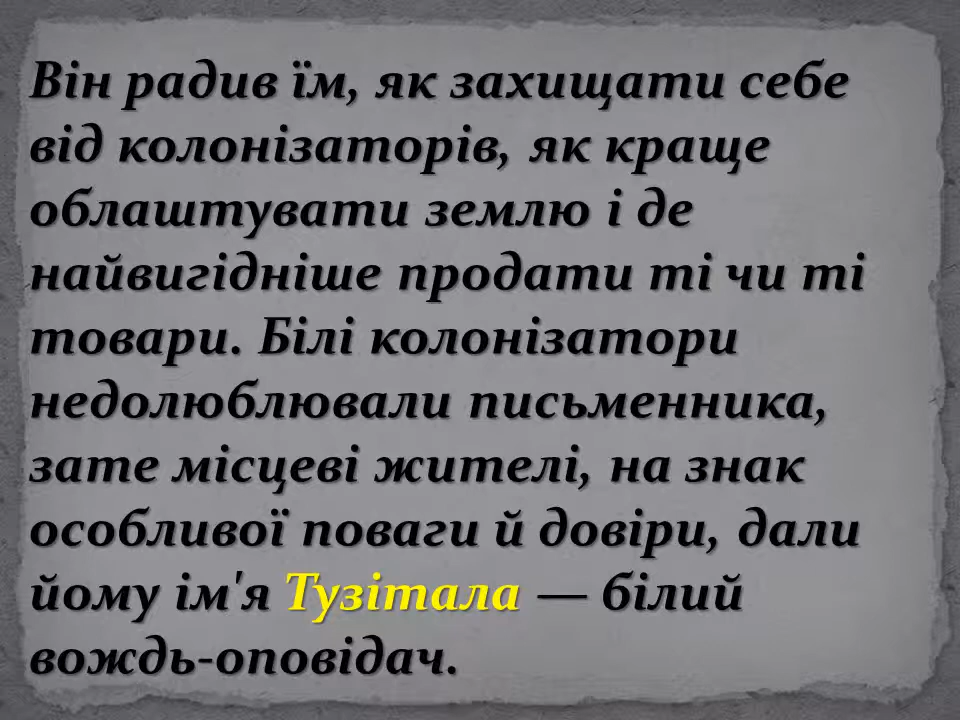 Він радив їм, як захищати себе
від колонізаторів, як краще
облаштувати землю і де
найвигідніше продати ті чи ті
товари. Білі колонізатори
недолюблювали письменника,
зате місцеві жителі, на знак
особливої поваги й довіри, дали
йому ім'я Тузітала — білий
вождь-оповідач.